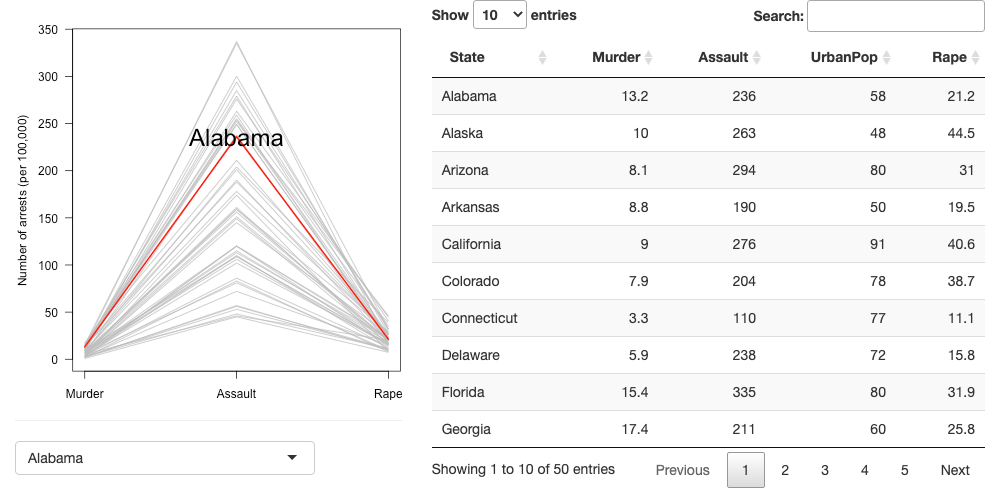 350
300
250
200
150
100
50
0
Number of arrests (per 100,000)
Alabama
Murder Assault Rape
Alabama
Show 10 entries Search:
State Murder Assault UrbanPop Rape
Alabama 13.2 236 58 21.2
Alaska 10 263 48 44.5
Arizona 8.1 294 80 31
Arkansas 8.8 190 50 19.5
California 9 276 91 40.6
Colorado 7.9 204 78 38.7
Connecticut 3.3 110 77 11.1
Delaware 5.9 238 72 15.8
Florida 15.4 335 80 31.9
Georgia 17.4 211 60 25.8
Showing 1 to 10 of 50 entries Previous 1 2 3 4 5 Next